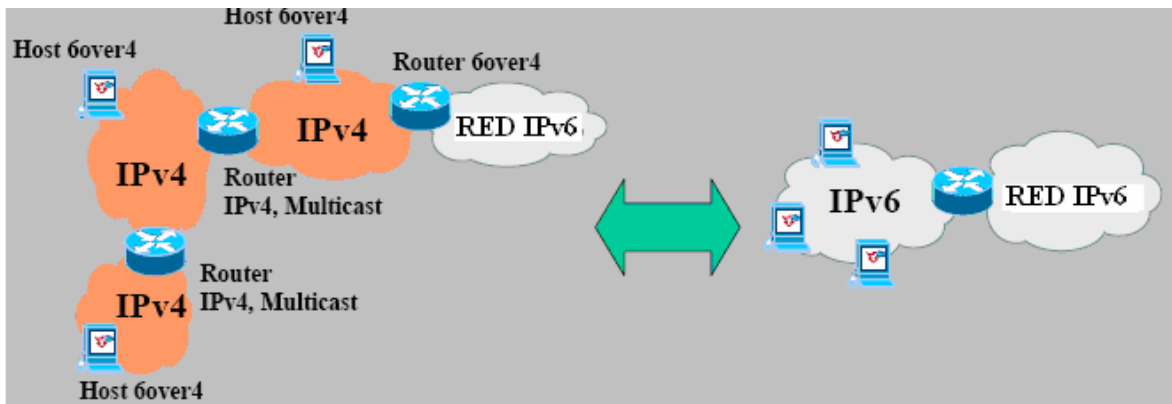 Host 6over4
Host 6over4
Router 6over4
IPv4
RED IPv6
IPv4
Router
IPv4, Multicast
IPv4
Router
IPv4, Multicast
Host 6over4
IPv6
RED IPv6